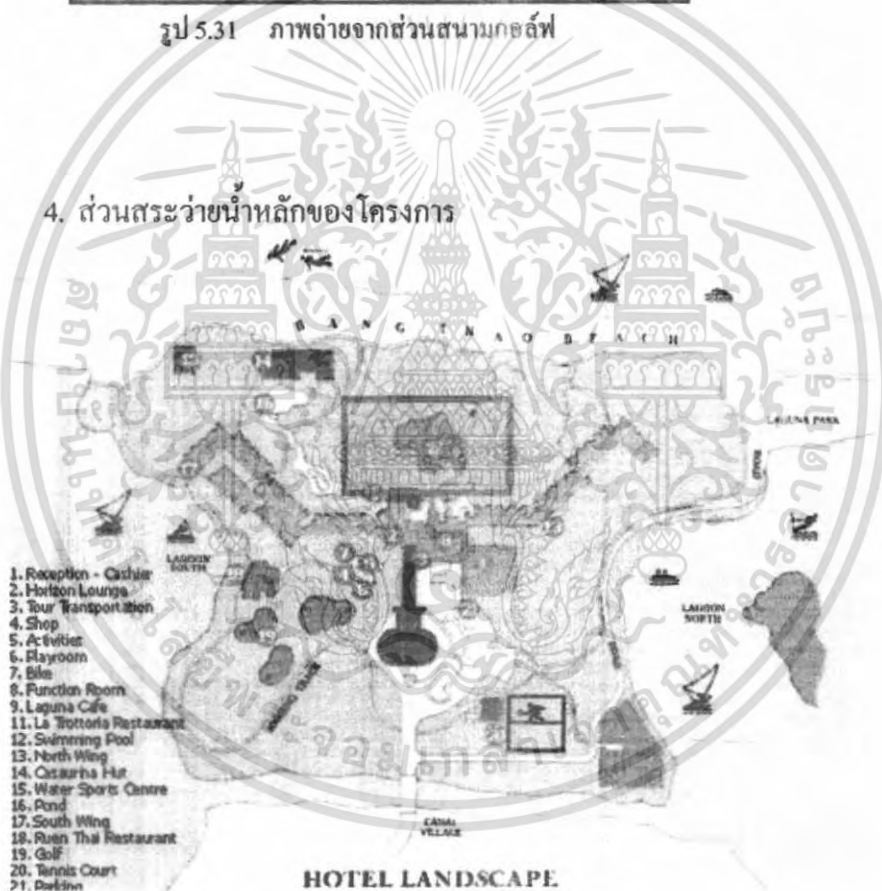 รูป 5.31 ภาพถ่ายจากส่วนสนามกอล์ฟ
4. ส่วนสระว่ายน้ำหลักของโครงการ
BANG TAO BEACH
LAGUNA PARK
ROAD
LAGOON SOUTH
LAGOON NORTH
1. Reception - Cashier
2. Horizon Lounge
3. Tour Transportation
4. Shop
5. Activities
6. Playroom
7. Bike
8. Function Room
9. Laguna Cafe
11. La Trottoria Restaurant
12. Swimming Pool
13. North Wing
14. Casaurina Hut
15. Water Sports Centre
16. Pond
17. South Wing
18. Ruen Thai Restaurant
19. Golf
20. Tennis Court
21. Parking
CANAL VILLAGE
HOTEL LANDSCAPE